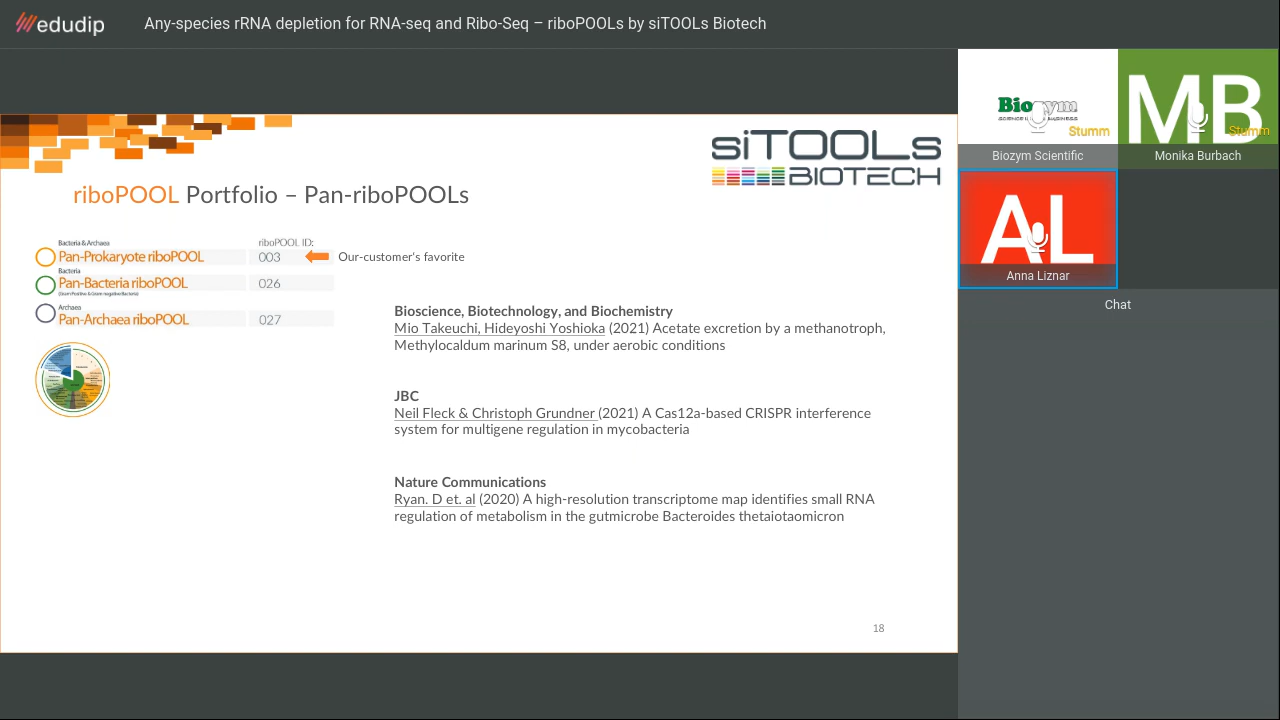 edudip
Any-species rRNA depletion for RNA-seq and Ribo-Seq – riboPOOLs by siTOOLs Biotech
siTOOLs
BIOTECH
riboPOOL Portfolio – Pan-riboPOOLs
Bacteria & Archaea
riboPOOL ID:
Pan-Prokaryote riboPOOL
003
Our-customer's favorite
Bacteria
Pan-Bacteria riboPOOL
026
(Gram Positive & Gram negative Bacteria)
Archaea
Pan-Archaea riboPOOL
027
Bioscience, Biotechnology, and Biochemistry
Mio Takeuchi, Hideyoshi Yoshioka (2021) Acetate excretion by a methanotroph,
Methylocaldum marinum S8, under aerobic conditions
JBC
Neil Fleck & Christoph Grundner (2021) A Cas12a-based CRISPR interference
system for multigene regulation in mycobacteria
Nature Communications
Ryan. D et. al (2020) A high-resolution transcriptome map identifies small RNA
regulation of metabolism in the gutmicrobe Bacteroides thetaiotaomicron
18
Biozym
Stumm
Biozym Scientific
MB
Stumm
Monika Burbach
AL
Anna Liznar
Chat